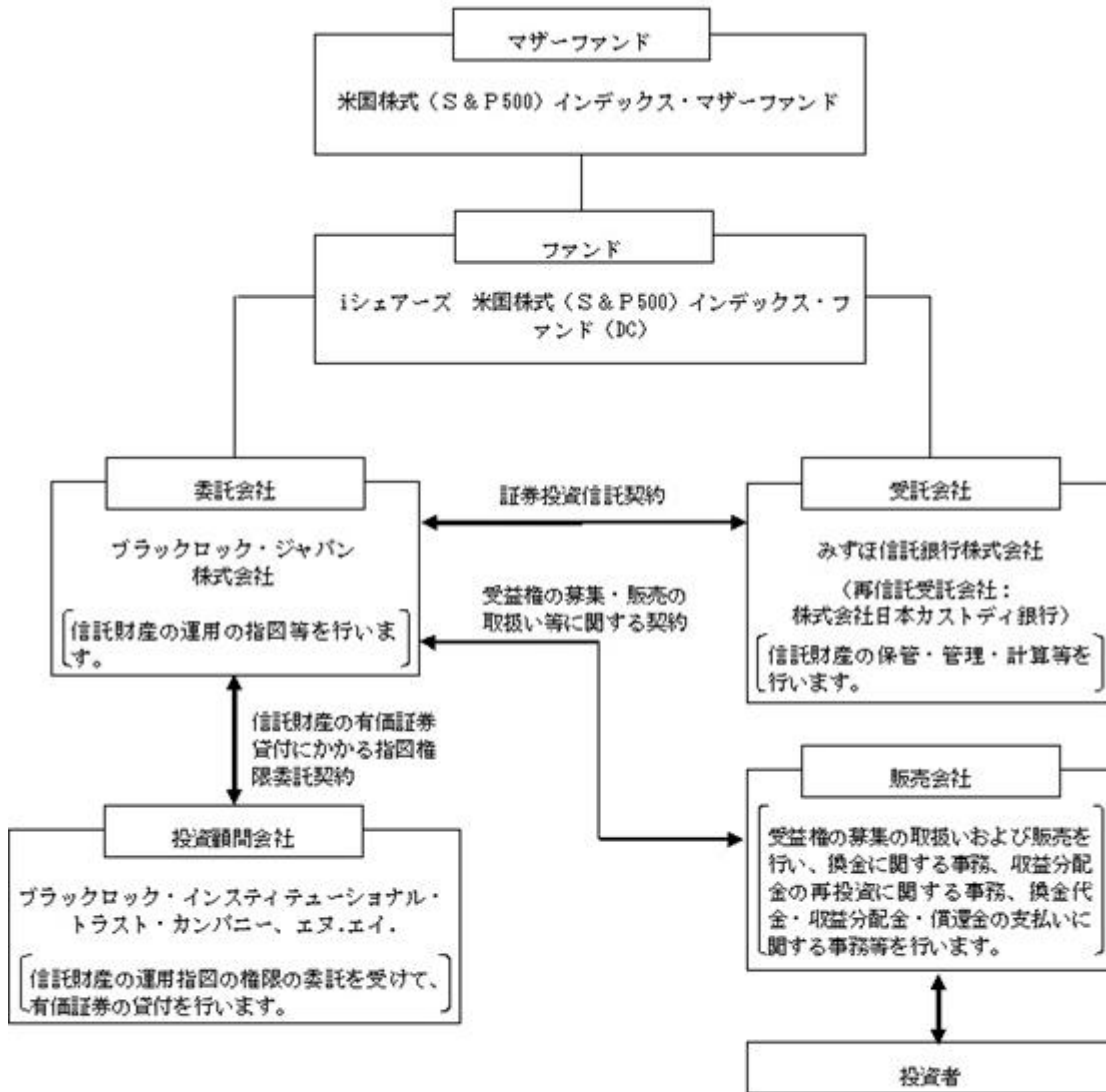 マザーファンド
米国株式（Ｓ＆Ｐ500）インデックス・マザーファンド
ファンド
iシェアーズ　米国株式（Ｓ＆Ｐ500）インデックス・フ
ァンド（DC）
委託会社
ブラックロック・ジャパン
株式会社
信託財産の運用の指図等を行いま
す。
証券投資信託契約
受益権の募集・販売の
取扱い等に関する契約
受託会社
みずほ信託銀行株式会社
（再信託受託会社：
株式会社日本カストディ銀行）
信託財産の保管・管理・計算等を
行います。
信託財産の有価証券
貸付にかかる指図権
限委託契約
投資顧問会社
ブラックロック・インスティテューショナル・
トラスト・カンパニー、エヌ.エイ.
信託財産の運用指図の権限の委託を受けて、
有価証券の貸付を行います。
販売会社
受益権の募集の取扱いおよび販売を
行い、換金に関する事務、収益分配
金の再投資に関する事務、換金代
金・収益分配金・償還金の支払いに
関する事務等を行います。
投資者